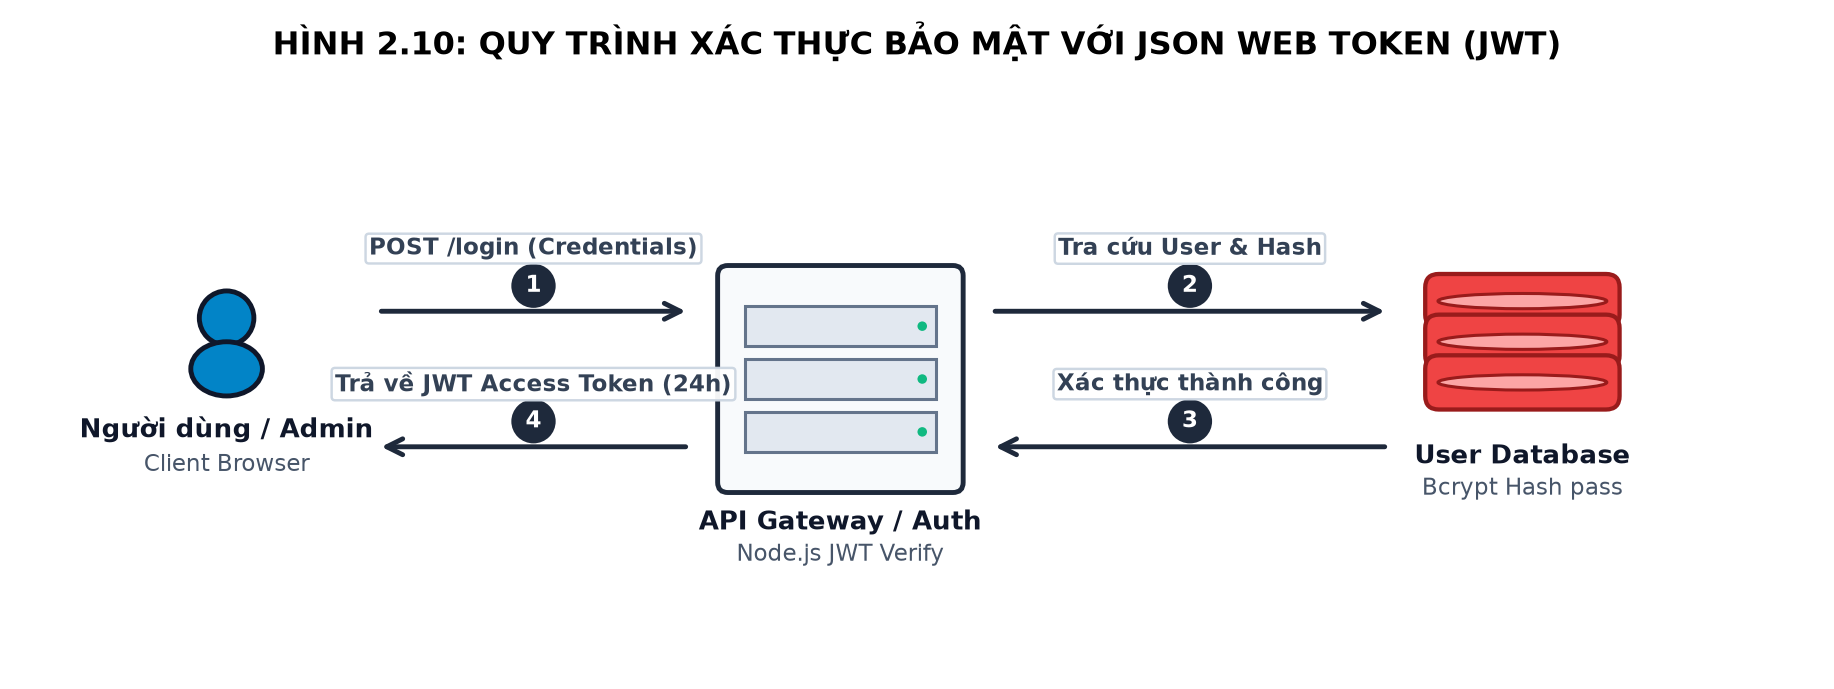 HÌNH 2.10: QUY TRÌNH XÁC THỰC BẢO MẬT VỚI JSON WEB TOKEN (JWT)
POST /login (Credentials)
1
Tra cứu User & Hash
2
Trả về JWT Access Token (24h)
4
Xác thực thành công
3
Người dùng / Admin
Client Browser
API Gateway / Auth
Node.js JWT Verify
User Database
Bcrypt Hash pass